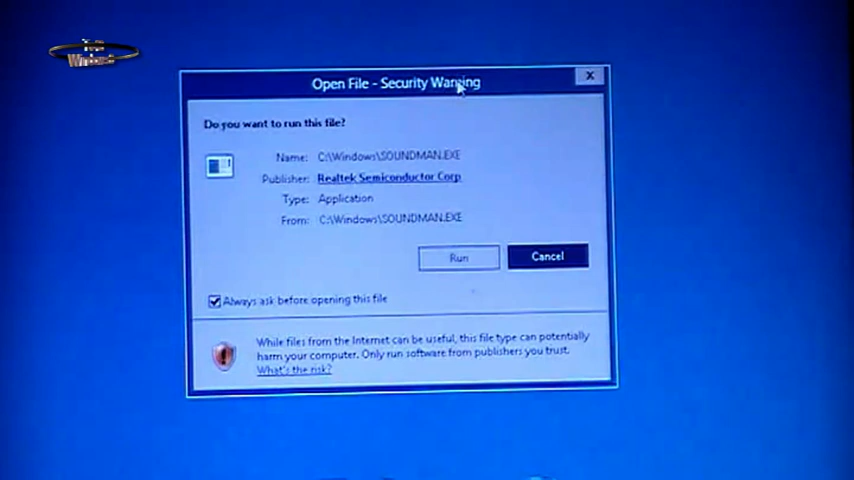 Windows
Open File - Security Warning
x
Do you want to run this file?
Name: C:\Windows\SOUNDMAN.EXE
Publisher: Realtek Semiconductor Corp
Type: Application
From: C:\Windows\SOUNDMAN.EXE
Run Cancel
Always ask before opening this file
While files from the Internet can be useful, this file type can potentially
harm your computer. Only run software from publishers you trust.
What's the risk?